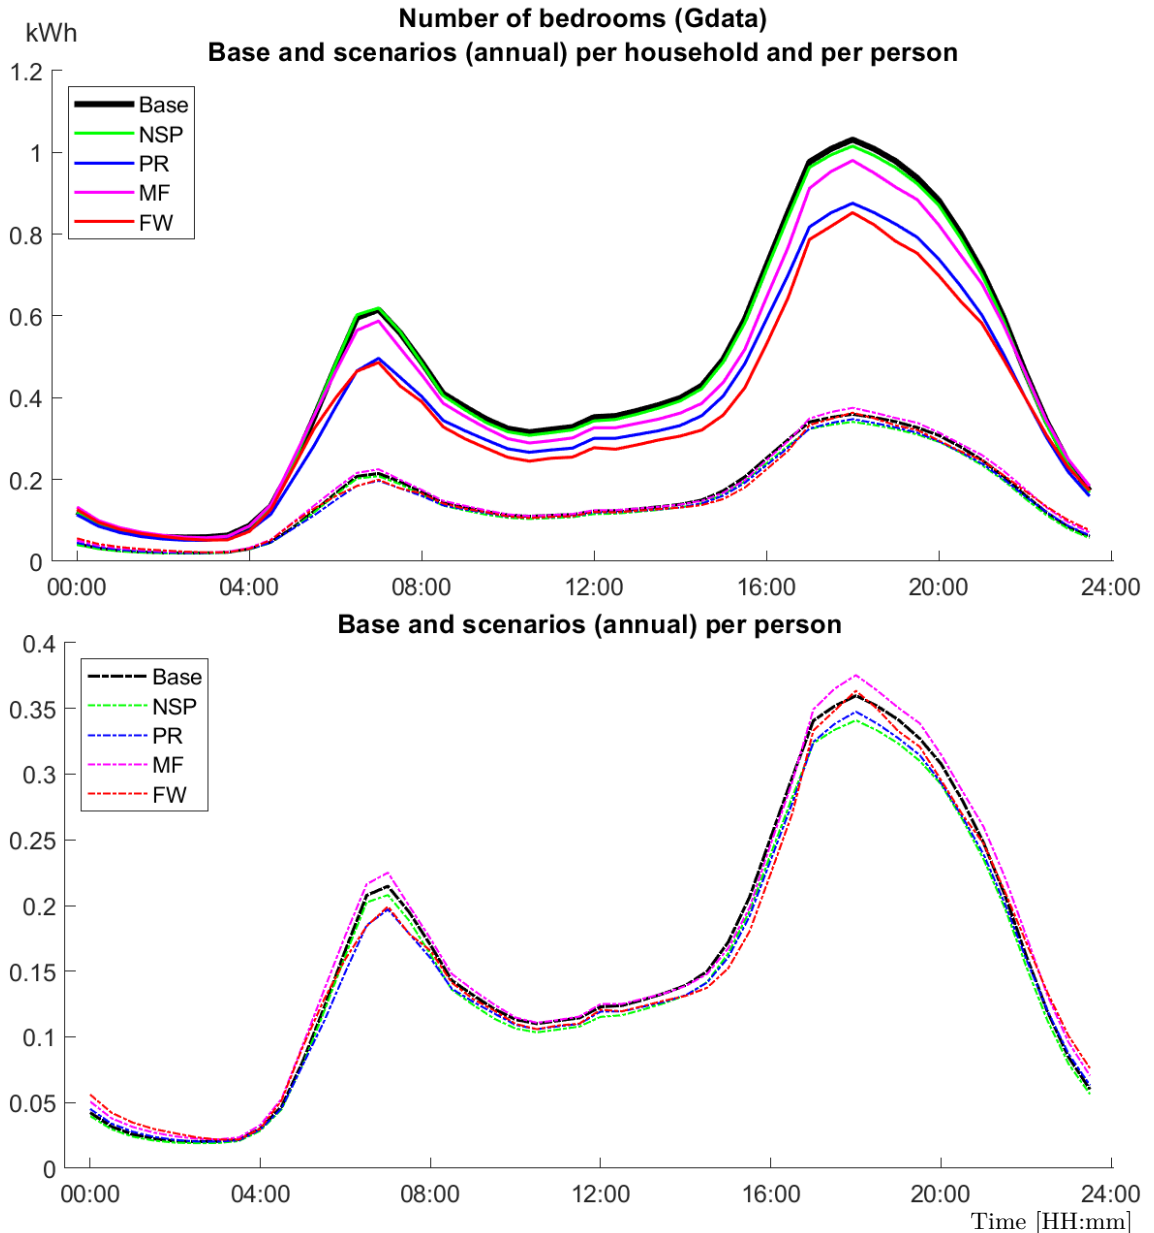 Number of bedrooms (Gdata)
kWh
Base and scenarios (annual) per household and per person
1.2
Base
NSP
PR
MF
FW
1
0.8
0.6
0.4
0.2
0
00:00 04:00 08:00 12:00 16:00 20:00 24:00
Base and scenarios (annual) per person
0.4
Base
NSP
PR
MF
FW
0.35
0.3
0.25
0.2
0.15
0.1
0.05
0
00:00 04:00 08:00 12:00 16:00 20:00 24:00
Time [HH:mm]